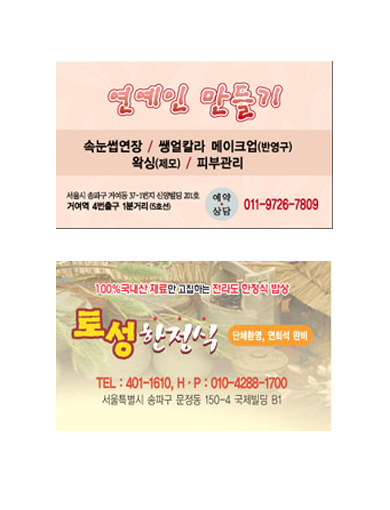 연예인 만들기
속눈썹연장 / 쌩얼칼라 메이크업(반영구)
왁싱(제모) / 피부관리
서울시 송파구 거여동 37-1번지 신양빌딩 201호
거여역 4번출구 1분거리(5호선)
예약
상담
011-9726-7809
100%국내산 재료만 고집하는 전라도 한정식 밥상
토성 한정식
단체환영, 연회석 완비
TEL : 401-1610, H·P : 010-4288-1700
서울특별시 송파구 문정동 150-4 국제빌딩 B1